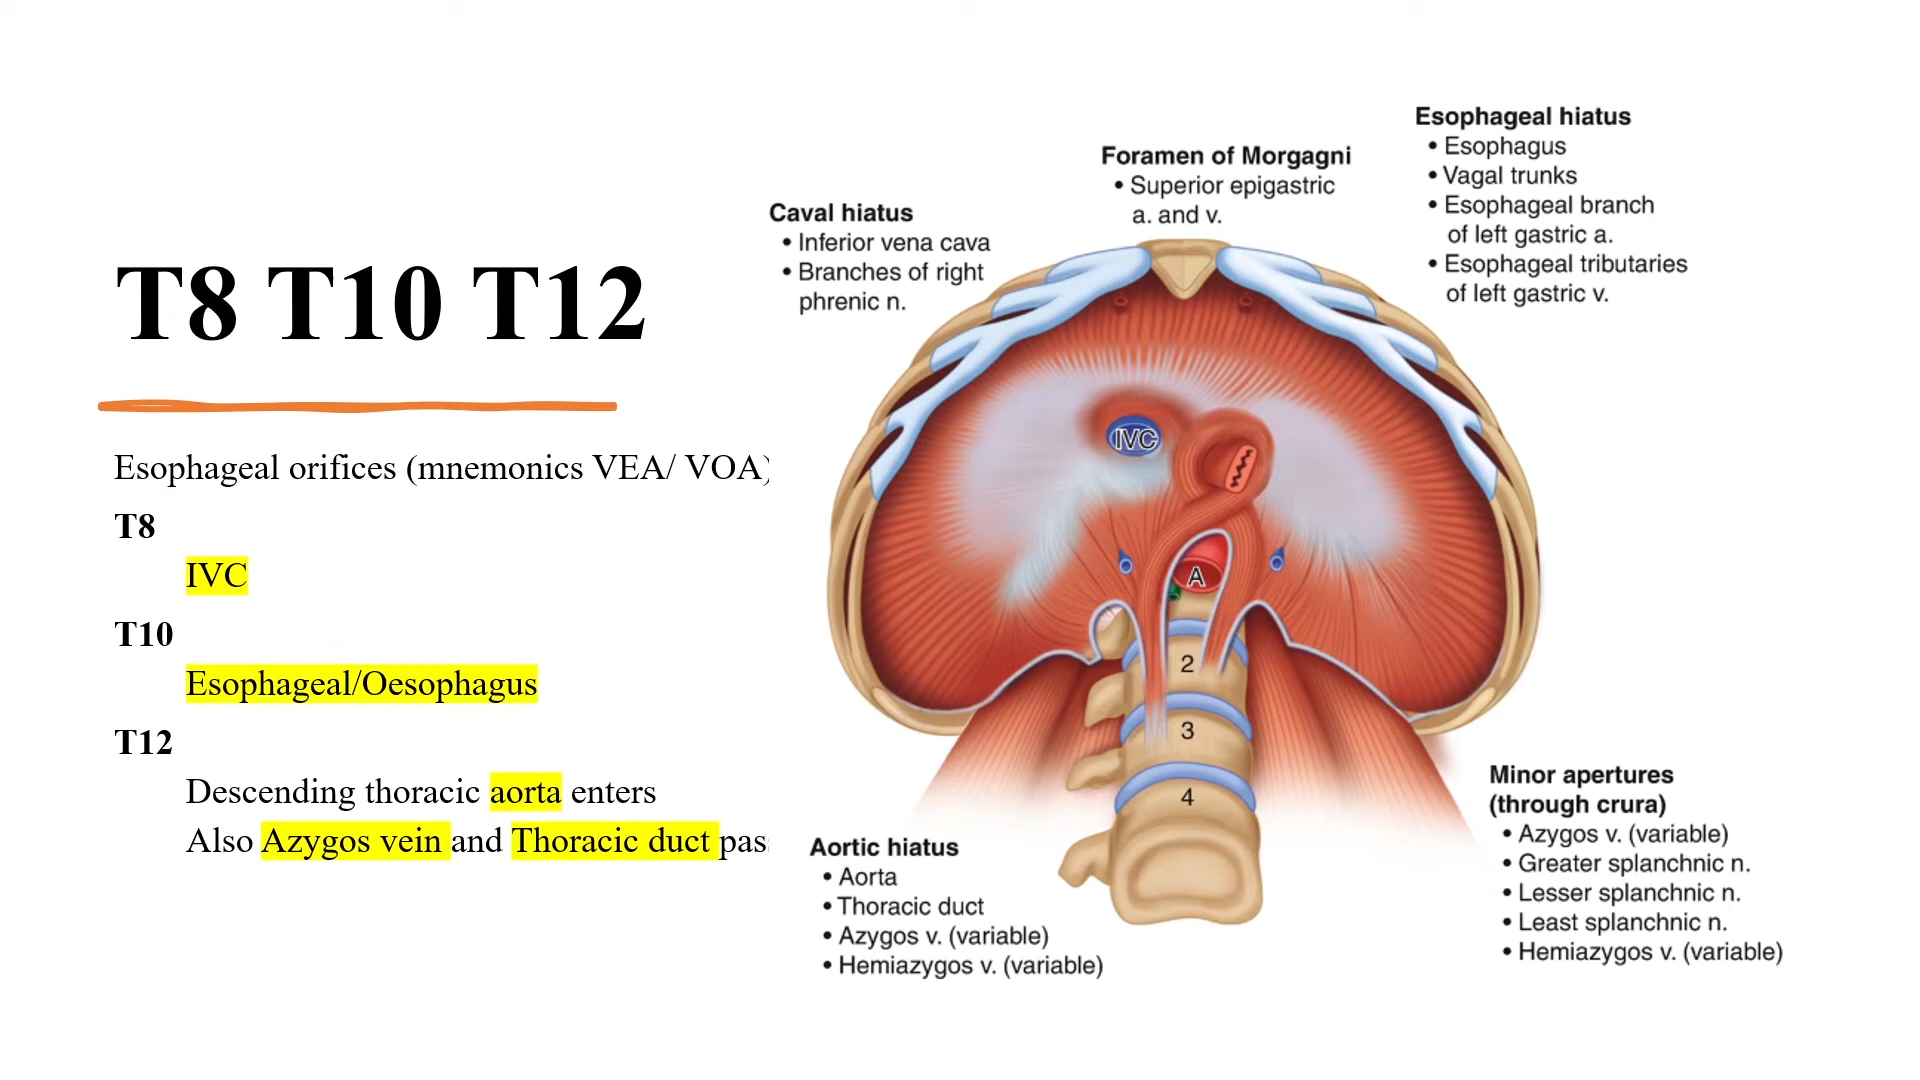 T8 T10 T12
Esophageal orifices (mnemonics VEA/ VOA)
T8
IVC
T10
Esophageal/Oesophagus
T12
Descending thoracic aorta enters
Also Azygos vein and Thoracic duct pas
Caval hiatus
• Inferior vena cava
• Branches of right
phrenic n.
Foramen of Morgagni
• Superior epigastric
a. and v.
Esophageal hiatus
• Esophagus
• Vagal trunks
• Esophageal branch
of left gastric a.
• Esophageal tributaries
of left gastric v.
IVC
A
2
3
4
Aortic hiatus
• Aorta
• Thoracic duct
• Azygos v. (variable)
• Hemiazygos v. (variable)
Minor apertures
(through crura)
• Azygos v. (variable)
• Greater splanchnic n.
• Lesser splanchnic n.
• Least splanchnic n.
• Hemiazygos v. (variable)